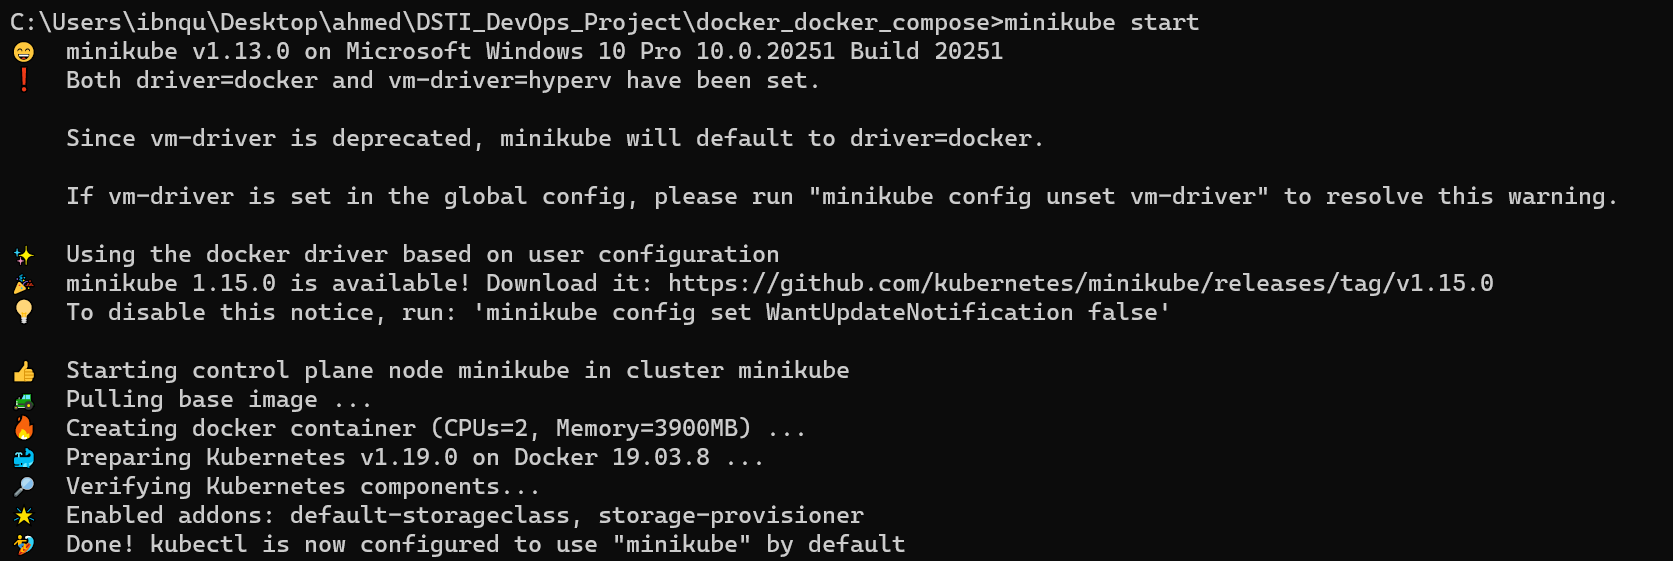 C:\Users\ibnqu\Desktop\ahmed\DSTI_DevOps_Project\docker_docker_compose>minikube start
😄 minikube v1.13.0 on Microsoft Windows 10 Pro 10.0.20251 Build 20251
❗ Both driver=docker and vm-driver=hyperv have been set.
Since vm-driver is deprecated, minikube will default to driver=docker.
If vm-driver is set in the global config, please run "minikube config unset vm-driver" to resolve this warning.
✨ Using the docker driver based on user configuration
🎉 minikube 1.15.0 is available! Download it: https://github.com/kubernetes/minikube/releases/tag/v1.15.0
💡 To disable this notice, run: 'minikube config set WantUpdateNotification false'
👍 Starting control plane node minikube in cluster minikube
🚜 Pulling base image ...
🔥 Creating docker container (CPUs=2, Memory=3900MB) ...
🐳 Preparing Kubernetes v1.19.0 on Docker 19.03.8 ...
🔎 Verifying Kubernetes components...
🌟 Enabled addons: default-storageclass, storage-provisioner
🏄 Done! kubectl is now configured to use "minikube" by default